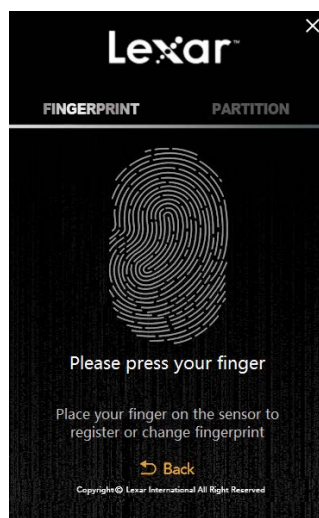 Lexar™
FINGERPRINT PARTITION
Please press your finger
Place your finger on the sensor to
register or change fingerprint
Back
Copyright© Lexar International All Right Reserved